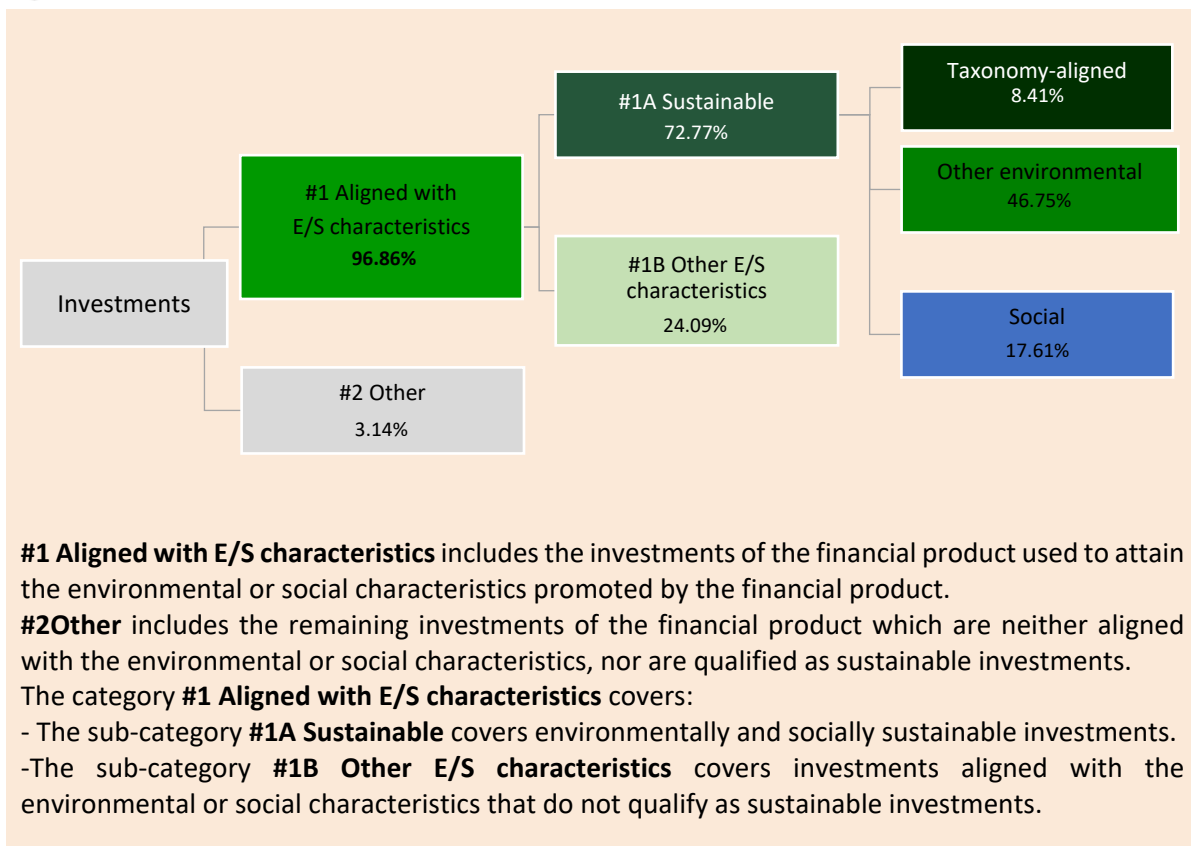 Investments
#1 Aligned with
E/S characteristics
96.86%
#2 Other
3.14%
#1A Sustainable
72.77%
#1B Other E/S
characteristics
24.09%
Taxonomy-aligned
8.41%
Other environmental
46.75%
Social
17.61%
#1 Aligned with E/S characteristics includes the investments of the financial product used to attain
the environmental or social characteristics promoted by the financial product.
#2Other includes the remaining investments of the financial product which are neither aligned
with the environmental or social characteristics, nor are qualified as sustainable investments.
The category #1 Aligned with E/S characteristics covers:
- The sub-category #1A Sustainable covers environmentally and socially sustainable investments.
-The sub-category #1B Other E/S characteristics covers investments aligned with the
environmental or social characteristics that do not qualify as sustainable investments.